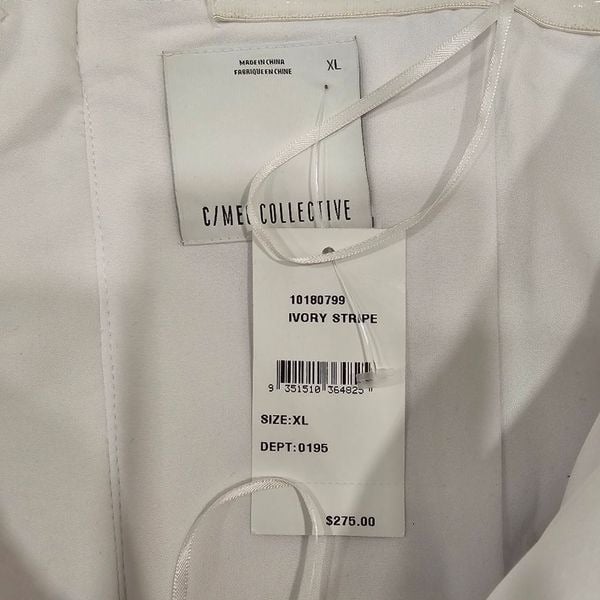 MADE IN CHINA
FABRIQUE EN CHINE
XL
C/MEO COLLECTIVE
10180799
IVORY STRIPE
9 351510 364825
SIZE:XL
DEPT:0195
$275.00